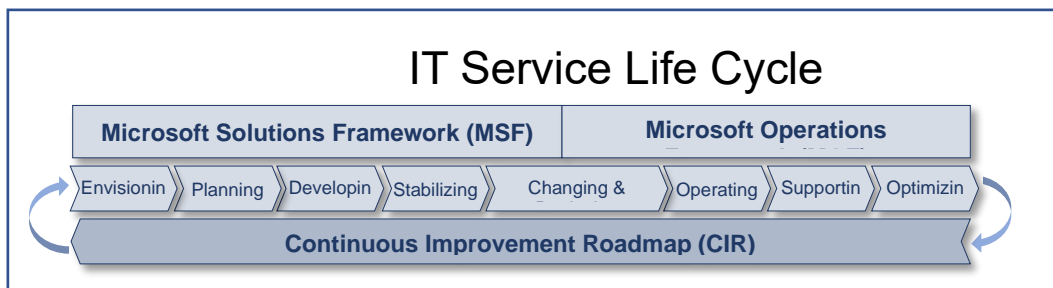 IT Service Life Cycle
Microsoft Solutions Framework (MSF)
Microsoft Operations
Envisionin
Planning
Developin
Stabilizing
Changing &
Operating
Supportin
Optimizin
Continuous Improvement Roadmap (CIR)